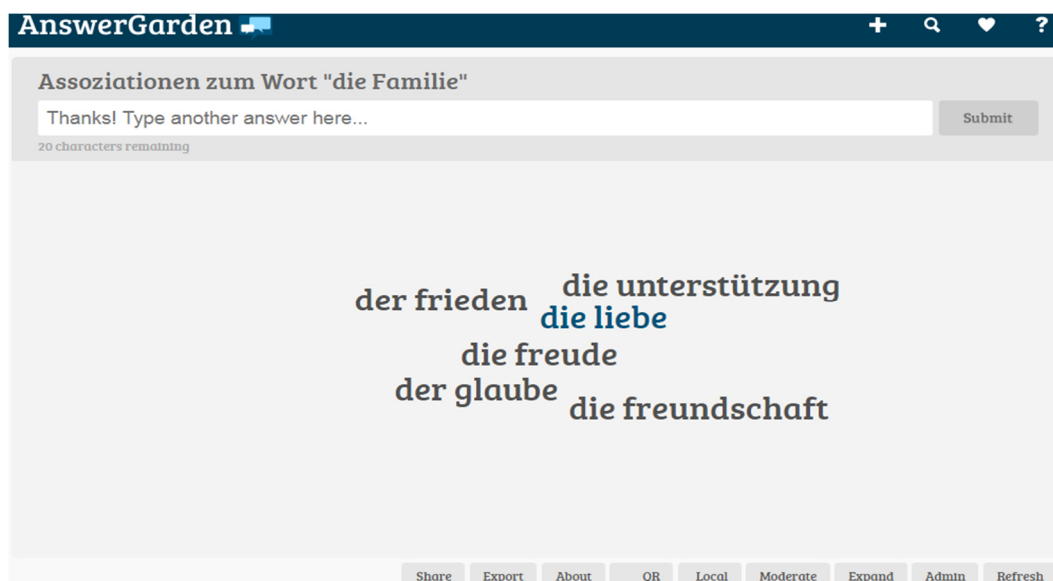 AnswerGarden
?
Assoziationen zum Wort "die Familie"
Thanks! Type another answer here...
Submit
20 characters remaining
die unterstützung
der frieden
die liebe
die freude
der glaube
die freundschaft
Share Export About QR Local Moderate Expand Admin Refresh